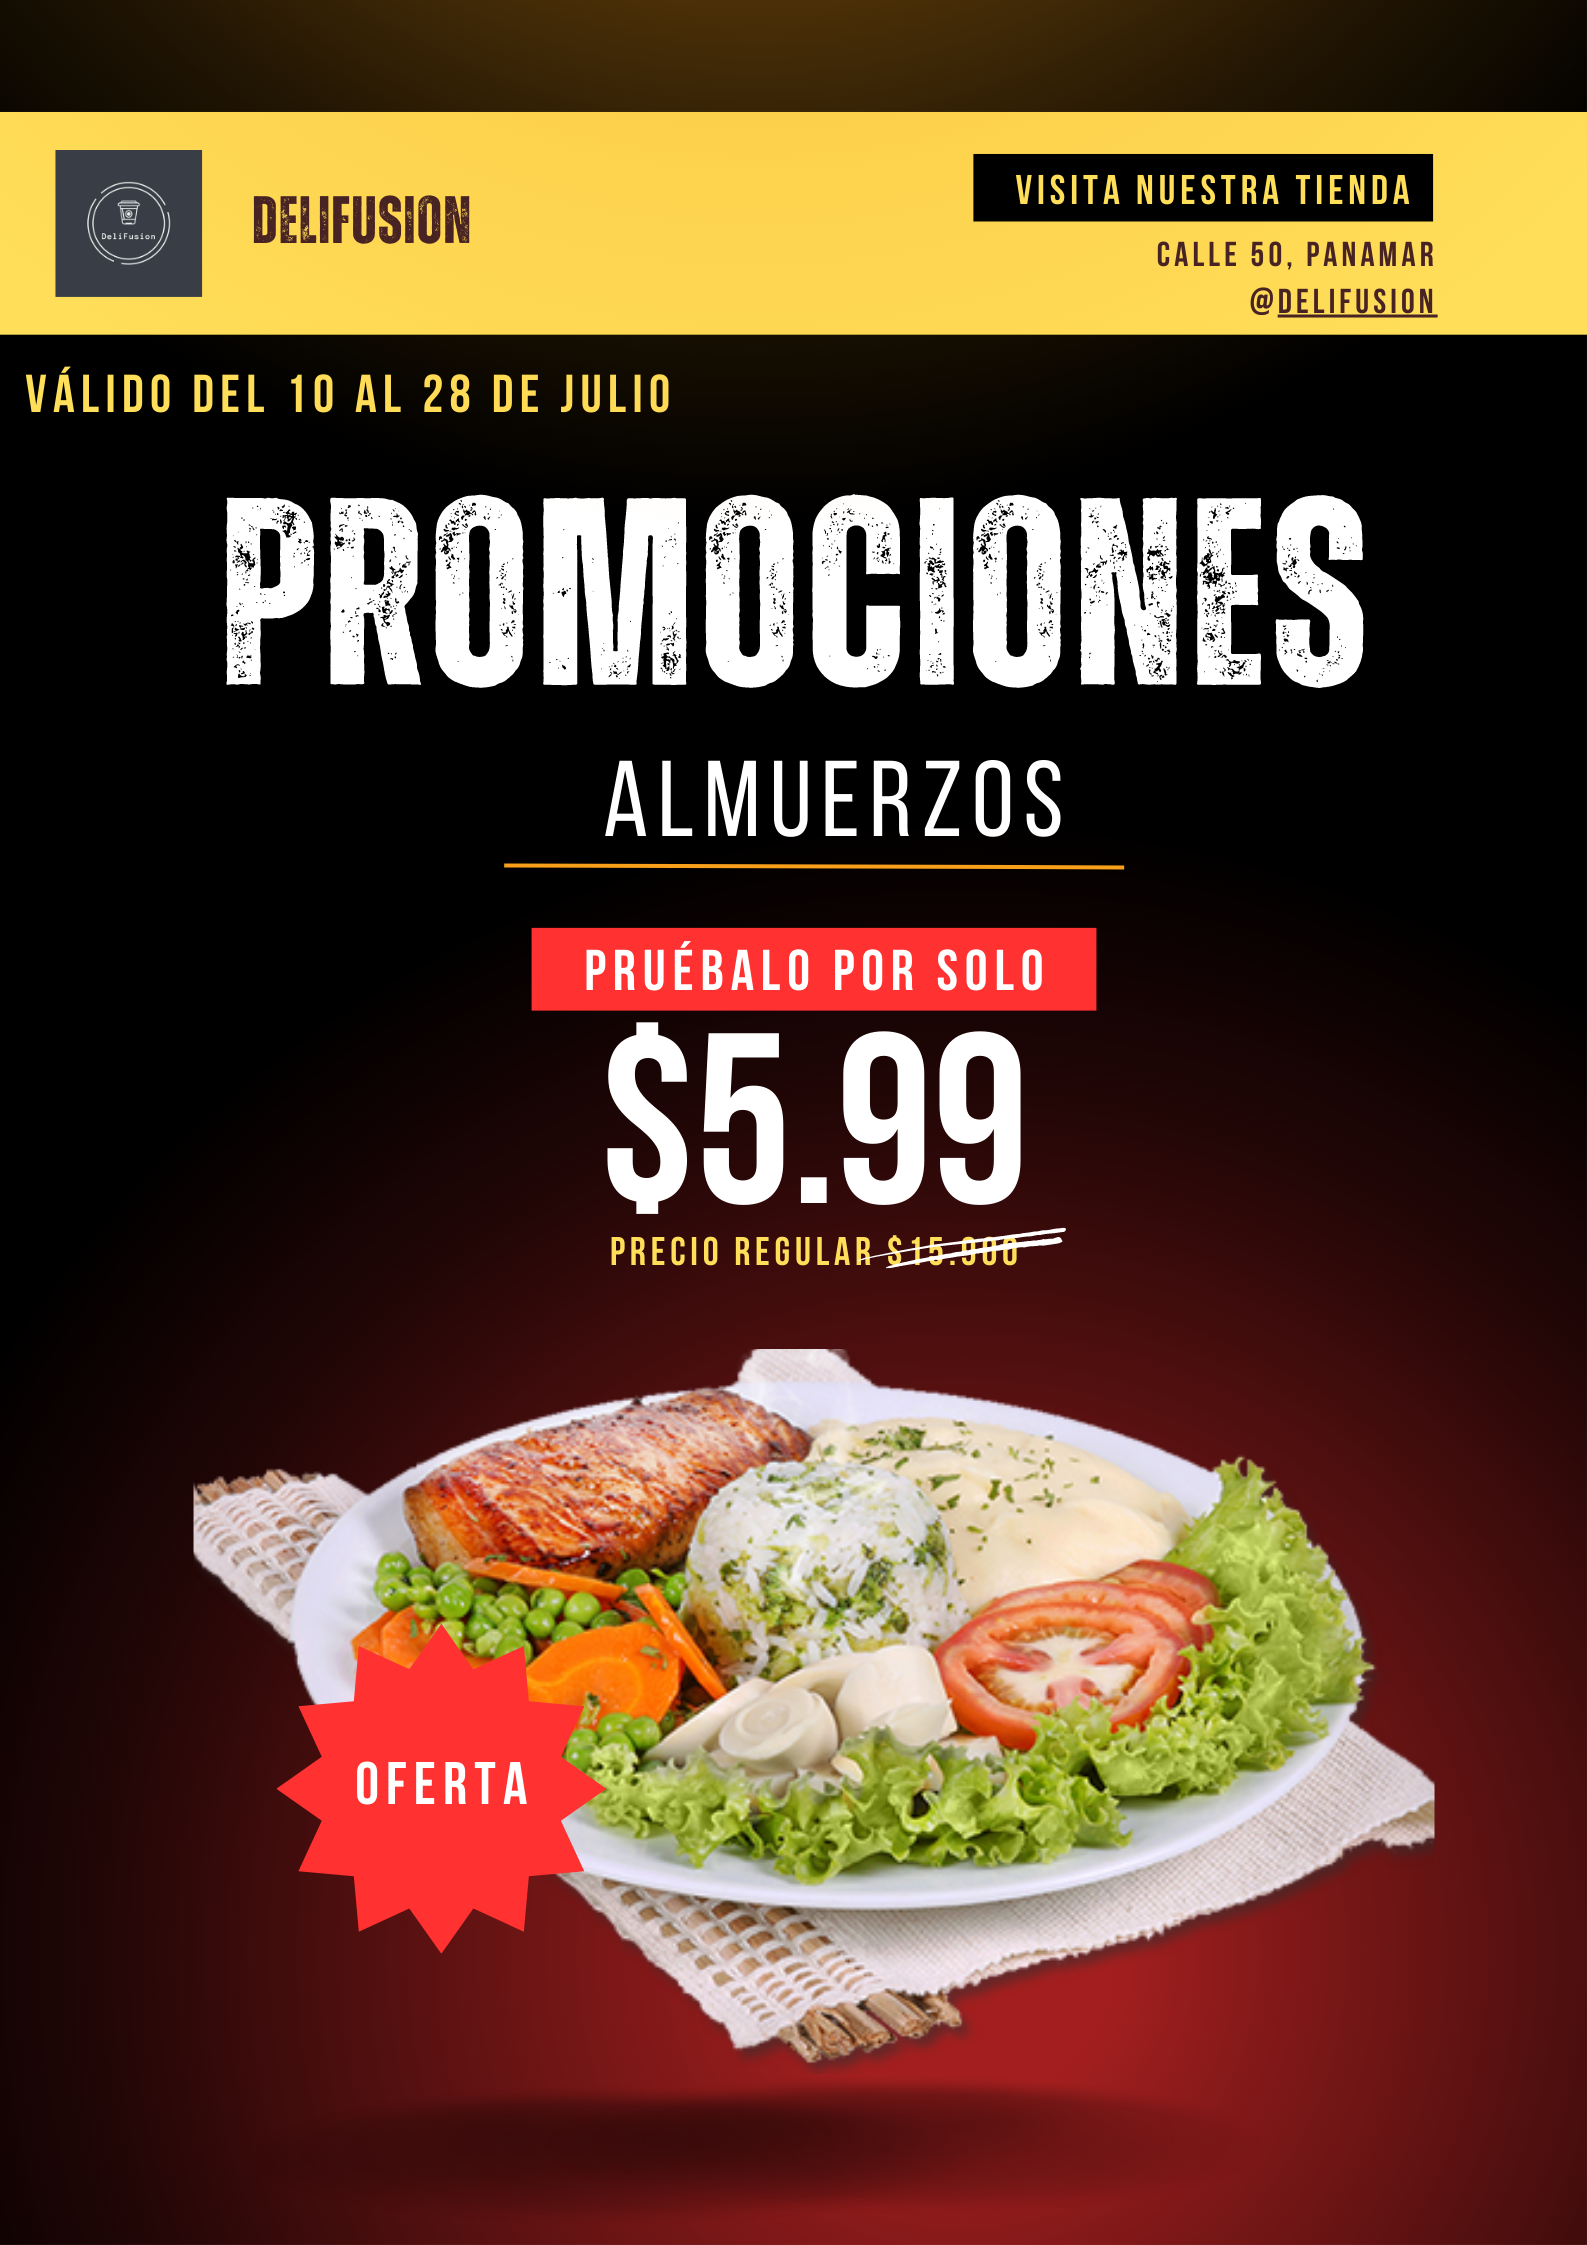 DeliFusion
DELIFUSION
VISITA NUESTRA TIENDA
CALLE 50, PANAMAR
@DELIFUSION
VÁLIDO DEL 10 AL 28 DE JULIO
PROMOCIONES
ALMUERZOS
PRUÉBALO POR SOLO
$5.99
PRECIO REGULAR $15.900
OFERTA